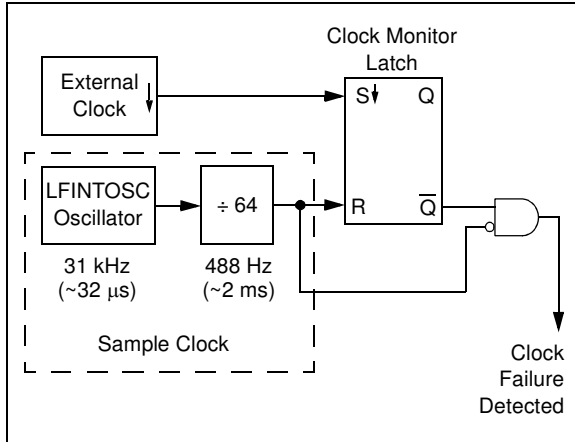 Clock Monitor
Latch
External
Clock
S
Q
LFINTOSC
Oscillator
÷ 64
R
Q̅
31 kHz
(~32 μs)
488 Hz
(~2 ms)
Sample Clock
Clock
Failure
Detected